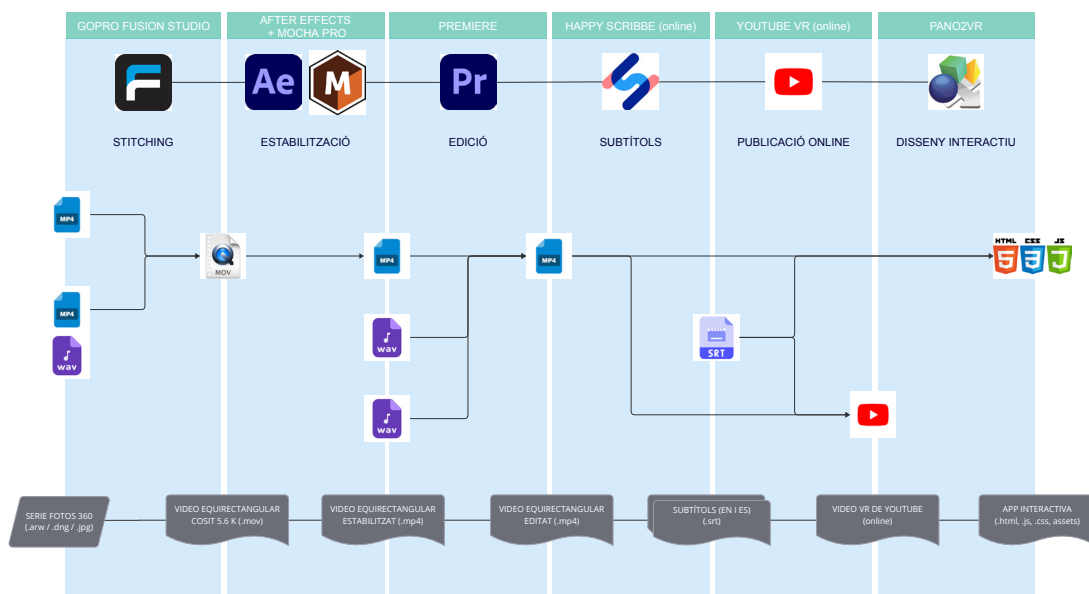 GOPRO FUSION STUDIO
AFTER EFFECTS
+ MOCHA PRO
PREMIERE
HAPPY SCRIBBE (online)
YOUTUBE VR (online)
PANO2VR
F
Ae
M
Pr
STITCHING
ESTABILITZACIÓ
EDICIÓ
SUBTÍTOLS
PUBLICACIÓ ONLINE
DISSENY INTERACTIU
MP4
MOV
MP4
MP4
HTML
CSS
JS
5
3
MP4
wav
wav
SRT
wav
SERIE FOTOS 360
(.arw / .dng / .jpg)
VIDEO EQUIRECTANGULAR
COSIT 5.6 K (.mov)
VIDEO EQUIRECTANGULAR
ESTABILITZAT (.mp4)
VIDEO EQUIRECTANGULAR
EDITAT (.mp4)
SUBTÍTOLS (EN I ES)
(.srt)
VIDEO VR DE YOUTUBE
(online)
APP INTERACTIVA
(.html, .js, .css, assets)